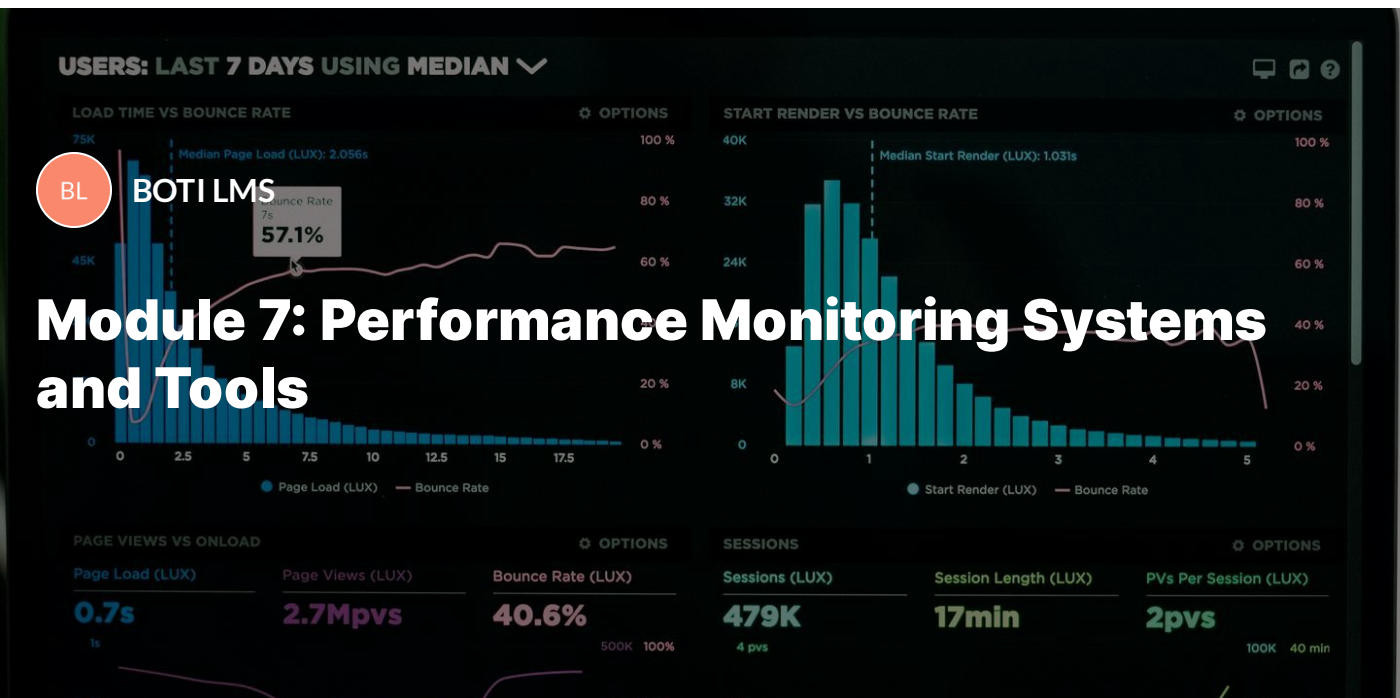 USERS: LAST 7 DAYS USING MEDIAN
LOAD TIME VS BOUNCE RATE
OPTIONS
75K
100 %
Median Page Load (LUX): 2.056s
BL
BOTI LMS
Bounce Rate
7s
57.1%
80 %
45K
60 %
20 %
0
0 %
0 2.5 5 7.5 10 12.5 15 17.5
Page Load (LUX) Bounce Rate
START RENDER VS BOUNCE RATE
OPTIONS
40K
100 %
Median Start Render (LUX): 1.031s
32K
80 %
24K
60 %
40 %
8K
20 %
0
0 %
0 1 2 3 4 5
Start Render (LUX) Bounce Rate
Module 7: Performance Monitoring Systems
and Tools
PAGE VIEWS VS ONLOAD
OPTIONS
Page Load (LUX) Page Views (LUX) Bounce Rate (LUX)
0.7s 2.7Mpvs 40.6%
1s
500K 100%
SESSIONS
OPTIONS
Sessions (LUX) Session Length (LUX) PVs Per Session (LUX)
479K 17min 2pvs
4 pvs
100K 40 min